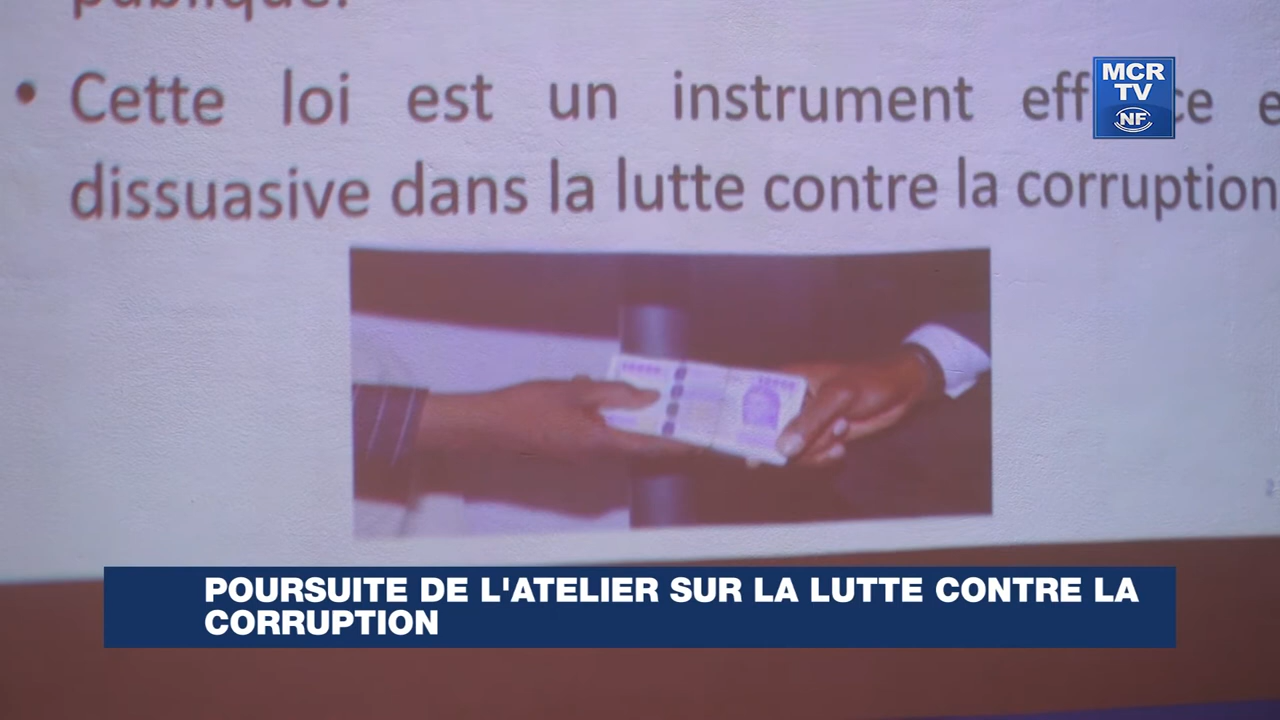 publique.
• Cette loi est un instrument
dissuasive dans la lutte contre la corruption
MCR
TV
NF
POURSUITE DE L'ATELIER SUR LA LUTTE CONTRE LA
CORRUPTION